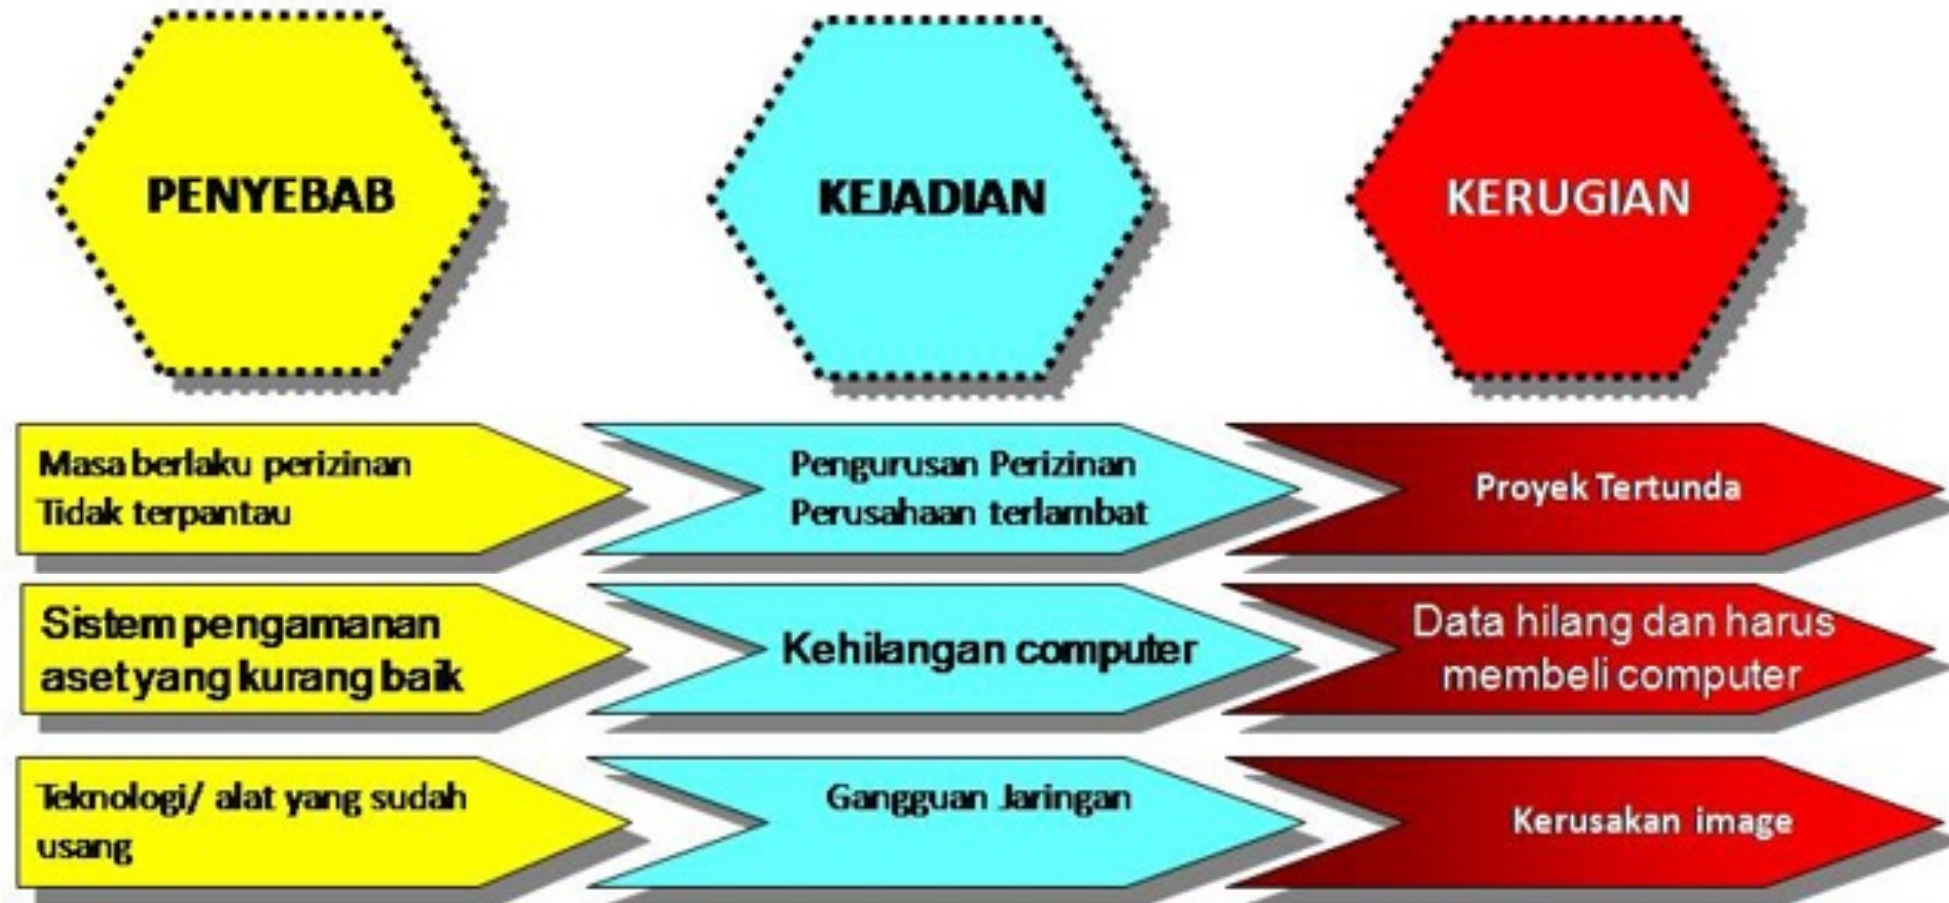 PENYEBAB
KEJADIAN
KERUGIAN
Masa berlaku perizinan
Tidak terpantau
Pengurusan Perizinan
Perusahaan terlambat
Proyek Tertunda
Sistem pengamanan
aset yang kurang baik
Kehilangan computer
Data hilang dan harus
membeli computer
Teknologi/ alat yang sudah
usang
Gangguan Jaringan
Kerusakan image